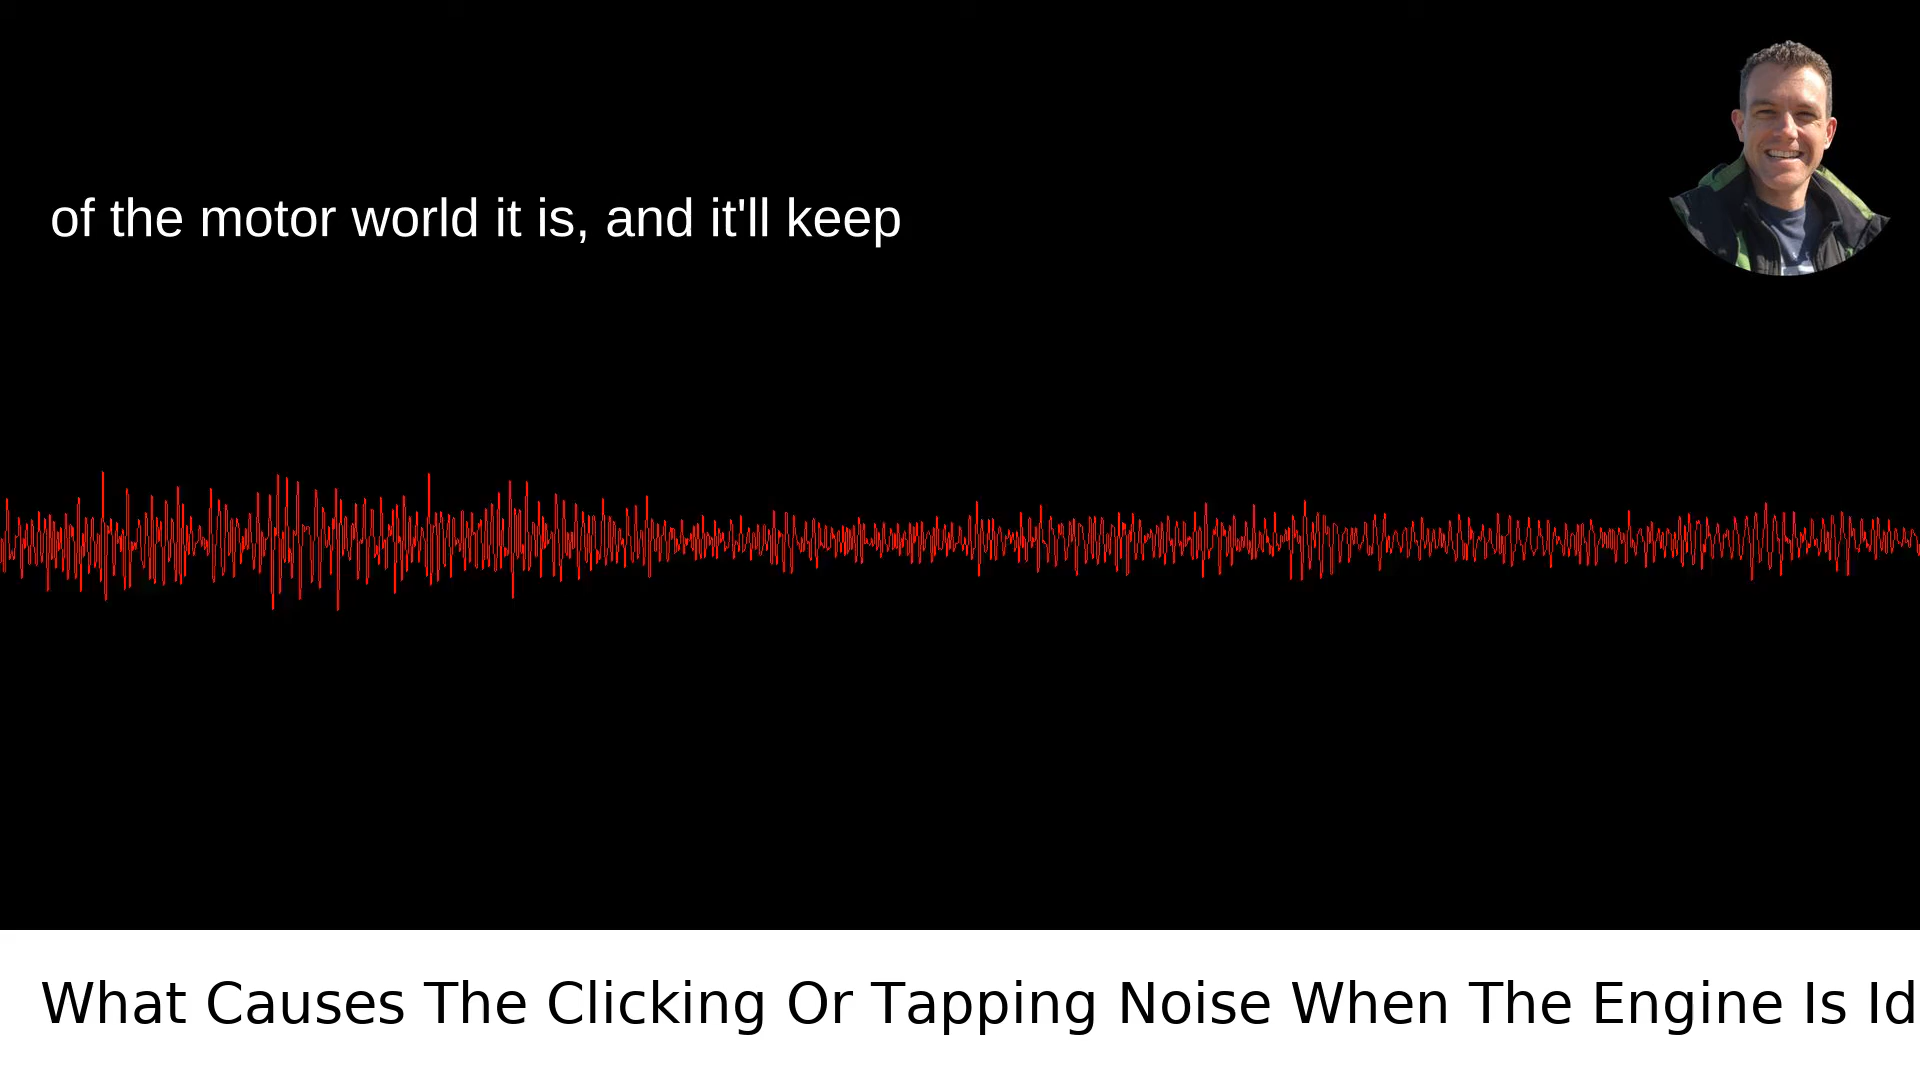 of the motor world it is, and it'll keep
What Causes The Clicking Or Tapping Noise When The Engine Is Id